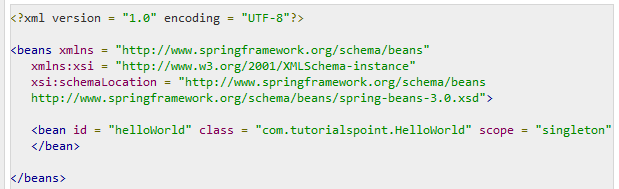 <?xml version = "1.0" encoding = "UTF-8"?>
<beans xmlns = "http://www.springframework.org/schema/beans"
xmlns:xsi = "http://www.w3.org/2001/XMLSchema-instance"
xsi:schemaLocation = "http://www.springframework.org/schema/beans
http://www.springframework.org/schema/beans/spring-beans-3.0.xsd">
<bean id = "helloWorld" class = "com.tutorialspoint.HelloWorld" scope = "singleton"
</bean>
</beans>